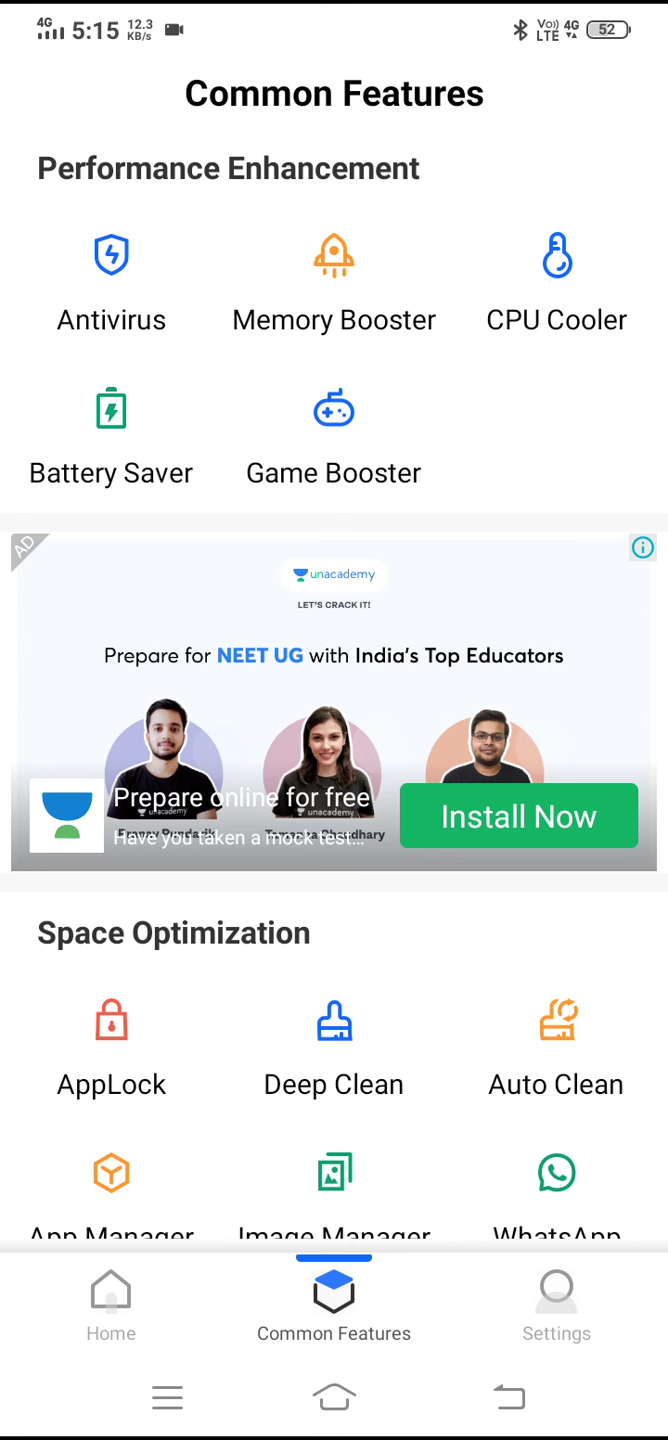 4G 5:15 12.3 KB/s Vo)) LTE 4G 52
Common Features
Performance Enhancement
Antivirus Memory Booster CPU Cooler
Battery Saver Game Booster
AD
unacademy
LET'S CRACK IT!
Prepare for NEET UG with India's Top Educators
unacademy unacademy
Prepare online for free
Install Now
Have you taken a mock test... Chaudhary
Space Optimization
AppLock Deep Clean Auto Clean
App Manager Image Manager WhatsApp
Home Common Features Settings